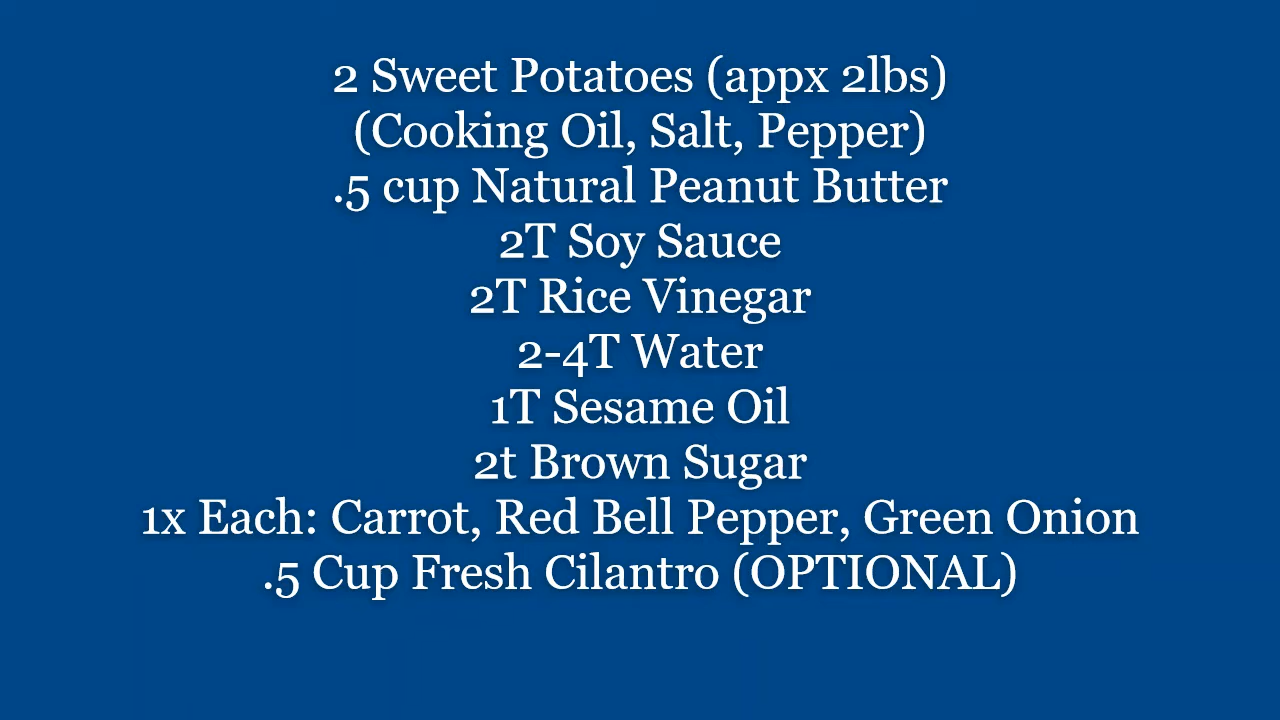 2 Sweet Potatoes (appx 2lbs)
(Cooking Oil, Salt, Pepper)
.5 cup Natural Peanut Butter
2T Soy Sauce
2T Rice Vinegar
2-4T Water
1T Sesame Oil
2t Brown Sugar
1x Each: Carrot, Red Bell Pepper, Green Onion
.5 Cup Fresh Cilantro (OPTIONAL)